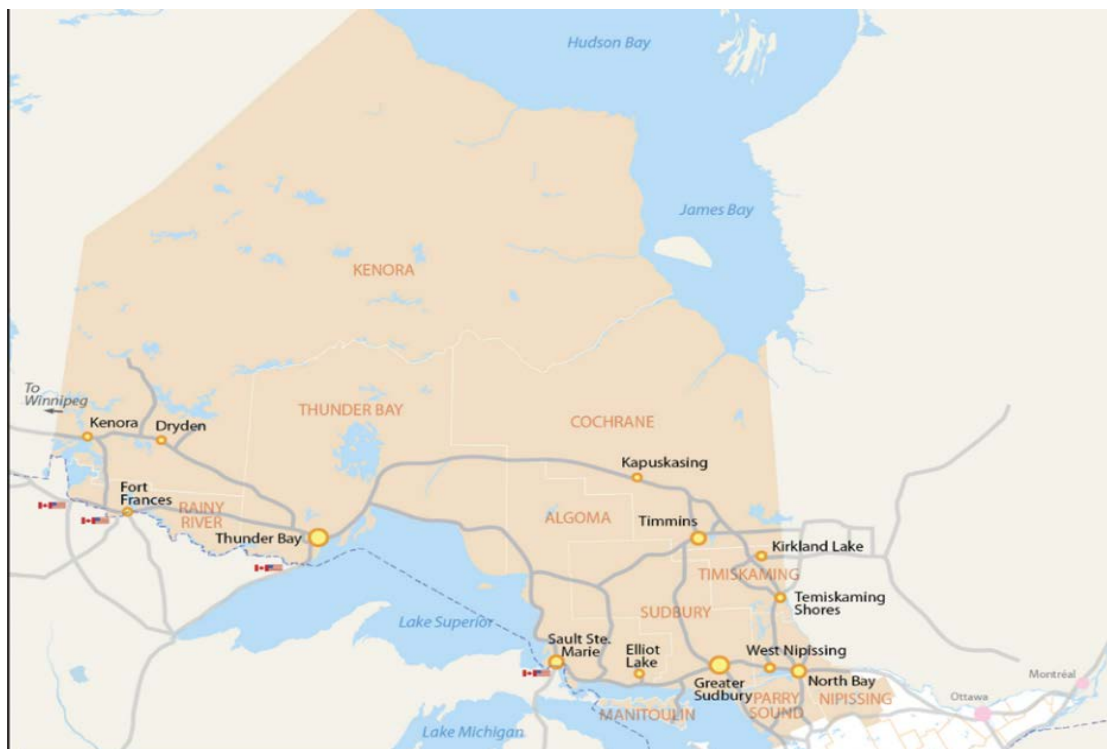 Hudson Bay
James Bay
KENORA
To
Winnipeg
THUNDER BAY
COCHRANE
Kenora
Dryden
Kapuskasing
Fort
Frances
RAINY
RIVER
Thunder Bay
ALGOMA
Timmins
Kirkland Lake
TIMISKAMING
Temiskaming
Shores
SUDBURY
Lake Superior
Sault Ste.
Marie
Elliot
Lake
West Nipissing
Greater
Sudbury
North Bay
PARRY
SOUND
NIPISSING
MANITOULIN
Montréal
Ottawa
Lake Michigan